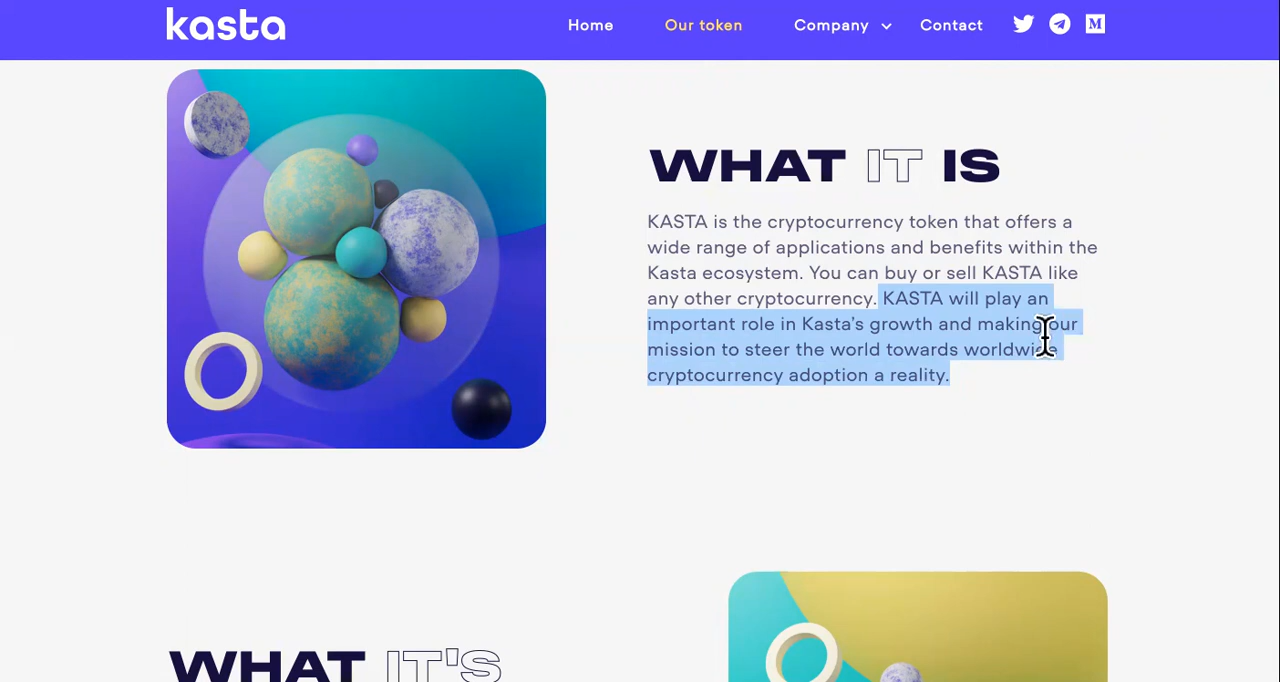 kasta
Home Our token Company Contact
WHAT IT IS
KASTA is the cryptocurrency token that offers a
wide range of applications and benefits within the
Kasta ecosystem. You can buy or sell KASTA like
any other cryptocurrency. KASTA will play an
important role in Kasta's growth and making our
mission to steer the world towards worldwide
cryptocurrency adoption a reality.
WHAT IT'S